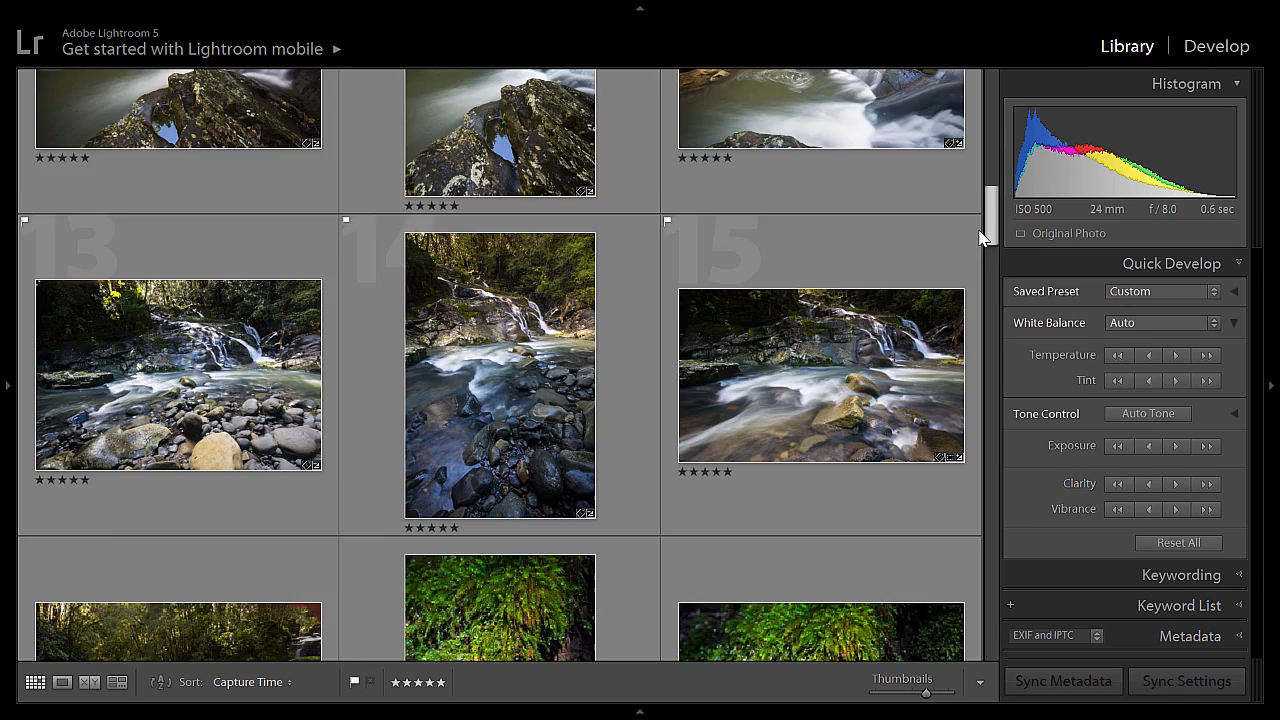 Lr
Adobe Lightroom 5
Get started with Lightroom mobile ▶
Library | Develop
Histogram
ISO 500 24 mm f / 8.0 0.6 sec
Original Photo
Quick Develop
Saved Preset Custom
White Balance Auto
Temperature
Tint
Tone Control Auto Tone
Exposure
Clarity
Vibrance
Reset All
Keywording
+ Keyword List
EXIF and IPTC Metadata
Sync Metadata Sync Settings
★★★★★ ★★★★★ ★★★★★
13 14 15
★★★★★ ★★★★★ ★★★★★
Sort: Capture Time
★★★★★
Thumbnails